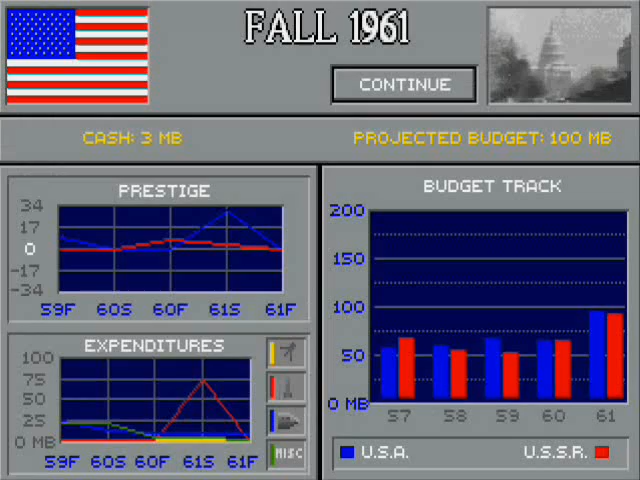 FALL 1961
CONTINUE
CASH: 3 MB
PROJECTED BUDGET: 100 MB
PRESTIGE
34
17
0
-17
-34
59F 60S 60F 61S 61F
EXPENDITURES
100
75
50
25
0 MB
59F 60S 60F 61S 61F
MISC
BUDGET TRACK
200
150
100
50
0 MB
57 58 59 60 61
U.S.A. U.S.S.R.